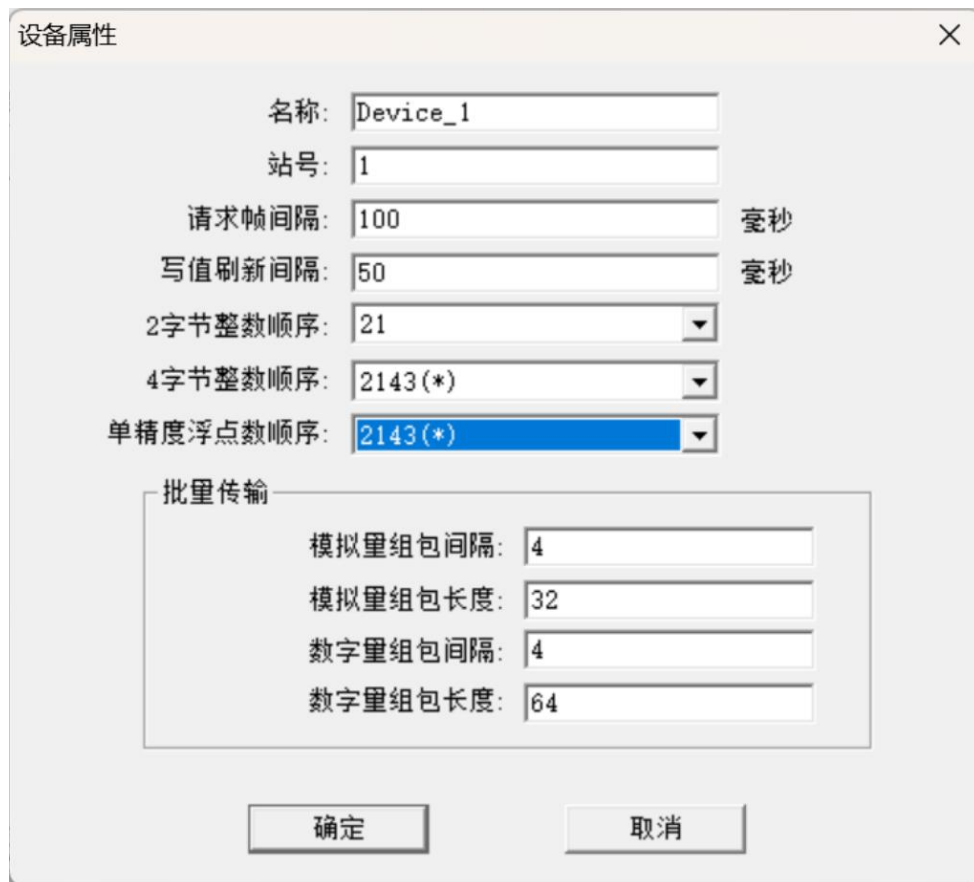 设备属性
名称: Device_1
站号: 1
请求帧间隔: 100 毫秒
写值刷新间隔: 50 毫秒
2字节整数顺序: 21
4字节整数顺序: 2143(*)
单精度浮点数顺序: 2143(*)
批量传输
模拟量组包间隔: 4
模拟量组包长度: 32
数字量组包间隔: 4
数字量组包长度: 64
确定 取消